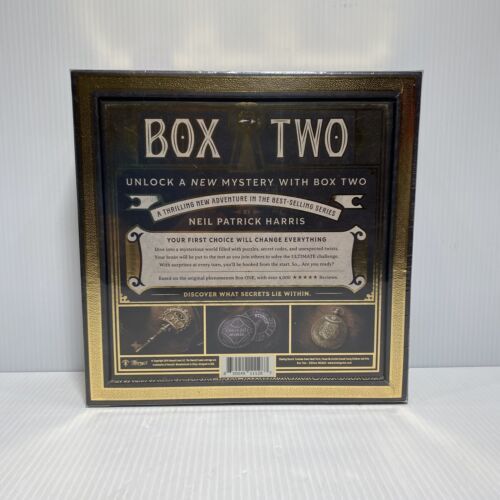 BOX TWO
UNLOCK A NEW MYSTERY WITH BOX TWO
A THRILLING NEW ADVENTURE IN THE BEST-SELLING SERIES
BY
NEIL PATRICK HARRIS
YOUR FIRST CHOICE WILL CHANGE EVERYTHING
Dive into a mysterious world filled with puzzles, secret codes, and unexpected twists.
Your brain will be put to the test as you join others to solve the ULTIMATE challenge.
With surprises at every turn, you'll be hooked from the start. So... Are you ready?
Based on the original phenomenon Box ONE, with over 4,000 ★★★★★ Reviews.
DISCOVER WHAT SECRETS LIE WITHIN.